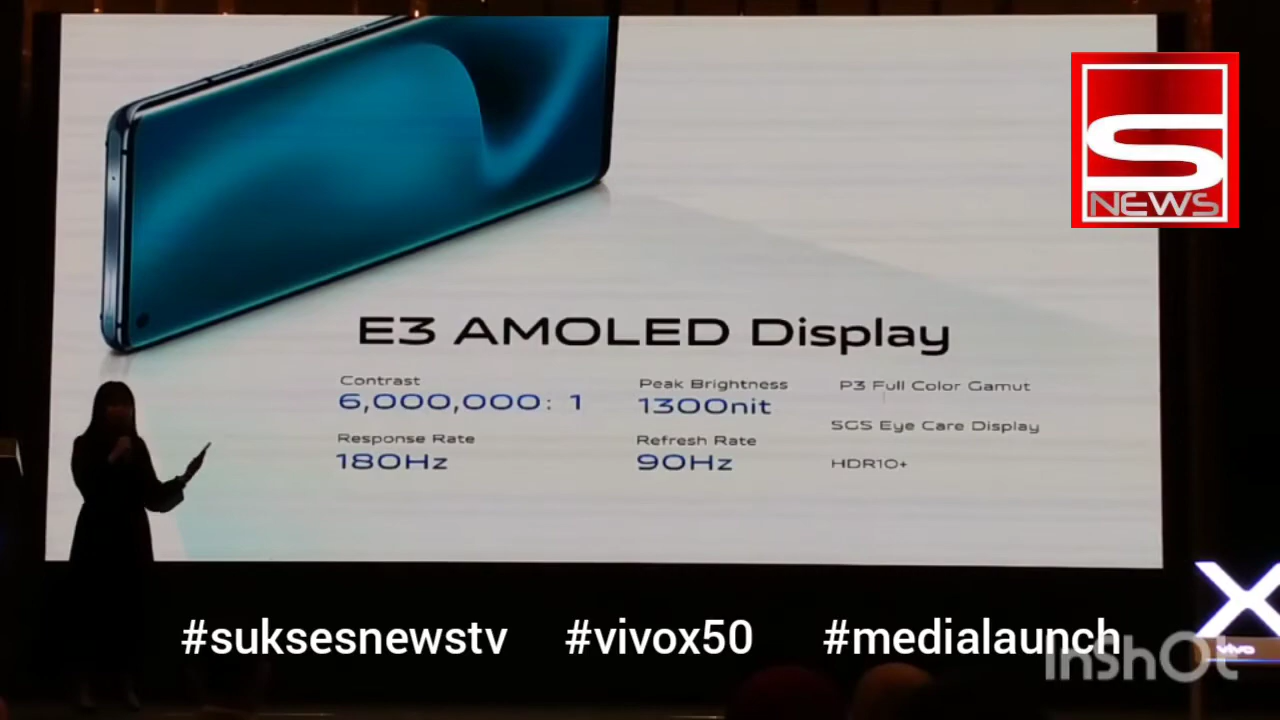 S
NEWS
E3 AMOLED Display
Contrast
6,000,000: 1
Peak Brightness
1300nit
P3 Full Color Gamut
Response Rate
180Hz
Refresh Rate
90Hz
SGS Eye Care Display
HDR10+
X
vivo
#suksesnewstv #vivox50 #medialaunch
InShOt